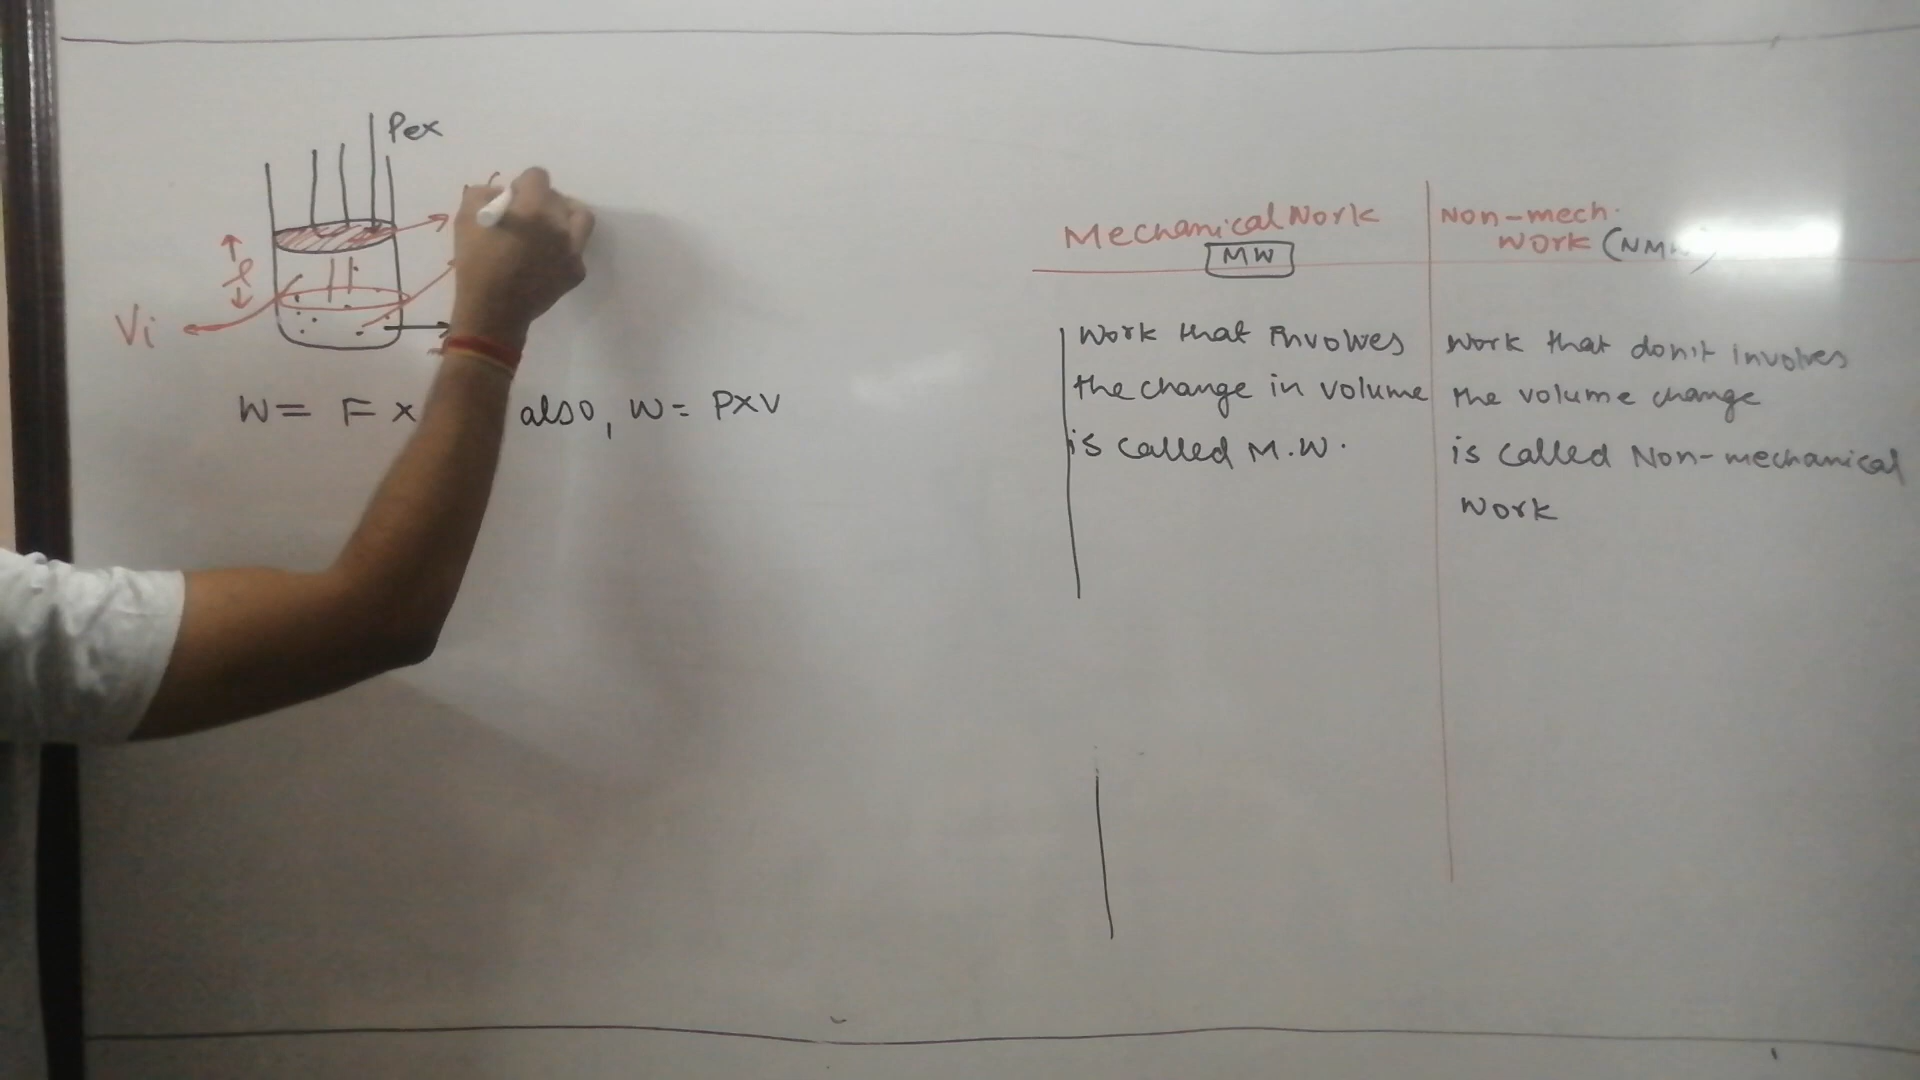 Pex
l
Vi
W = F x
also, W = PXV
Mechanical Work
MW
Non-mech.
Work (NM
Work that involves
the change in volume
is called M.W.
Work that don't involves
the volume change
is called Non-mechanical
Work